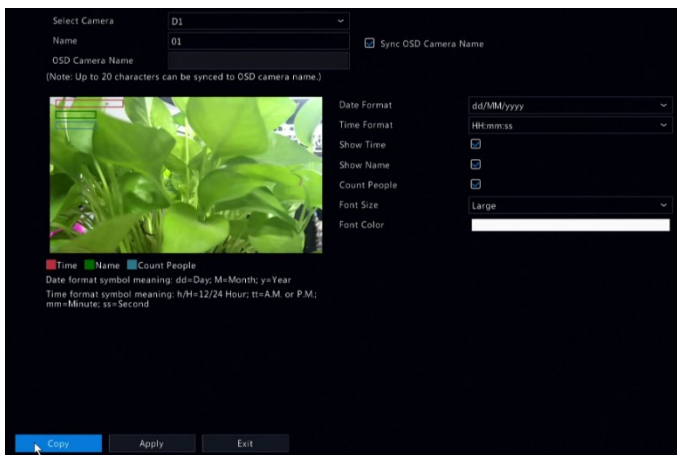 Select Camera D1
Name 01 Sync OSD Camera Name
OSD Camera Name
(Note: Up to 20 characters can be synced to OSD camera name.)
Date Format dd/MM/yyyy
Time Format HH:mm:ss
Show Time
Show Name
Count People
Font Size Large
Font Color
Time Name Count People
Date format symbol meaning: dd=Day; M=Month; y=Year
Time format symbol meaning: h/H=12/24 Hour; tt=A.M. or P.M.;
mm=Minute; ss=Second
Copy Apply Exit